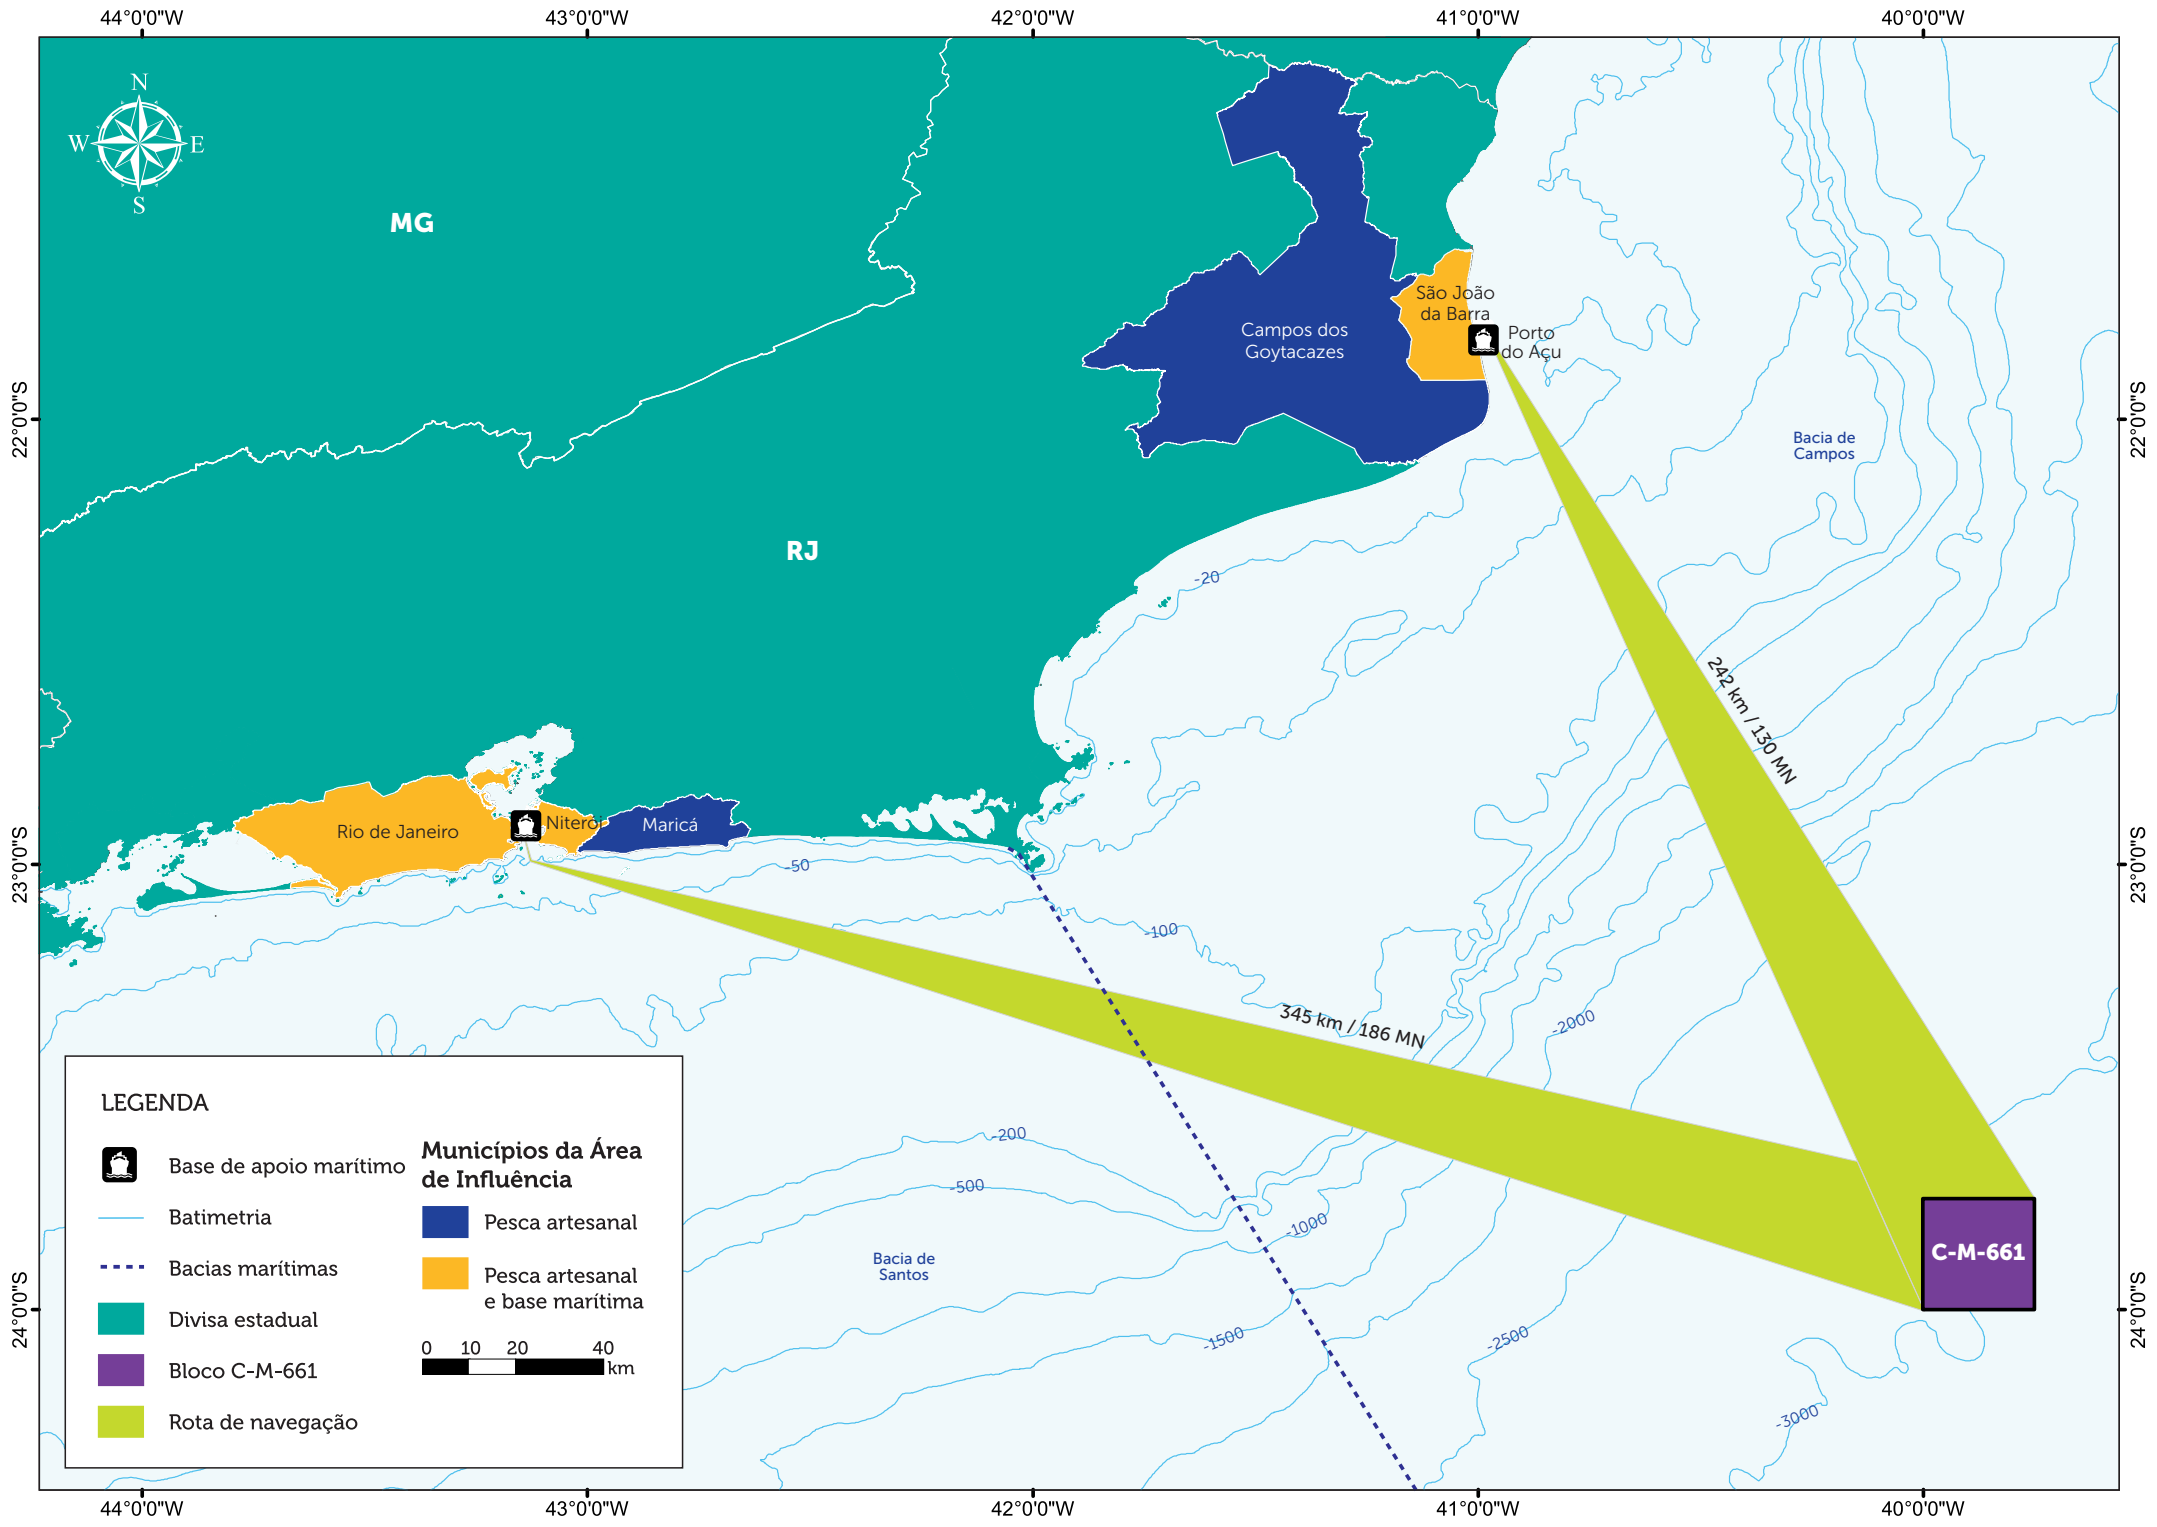 44°0'0"W
43°0'0"W
42°0'0"W
41°0'0"W
40°0'0"W
N
W
E
S
MG
São João
da Barra
Campos dos
Goytacazes
Porto
do Açu
22°0'0"S
22°0'0"S
Bacia de
Campos
RJ
-20
242 km / 130 MN
Rio de Janeiro
Niterói
Maricá
23°0'0"S
23°0'0"S
-50
-100
345 km / 186 MN
-2000
-200
-500
-1000
Bacia de
Santos
C-M-661
24°0'0"S
24°0'0"S
-1500
-2500
-3000
LEGENDA
Base de apoio marítimo
Batimetria
Bacias marítimas
Divisa estadual
Bloco C-M-661
Rota de navegação
Municípios da Área
de Influência
Pesca artesanal
Pesca artesanal
e base marítima
0 10 20 40
km
44°0'0"W
43°0'0"W
42°0'0"W
41°0'0"W
40°0'0"W